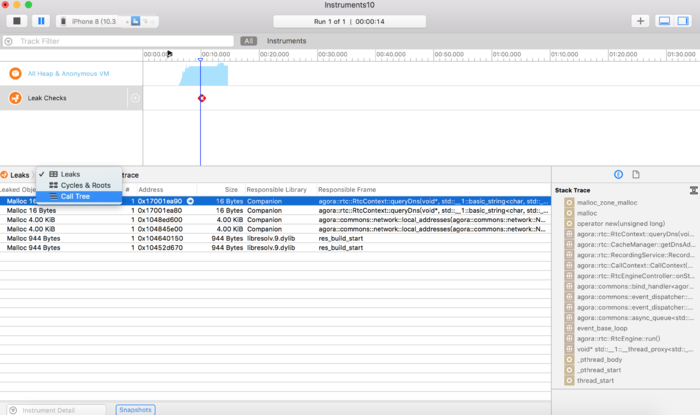 Instruments10
iPhone 8 (10.3
Run 1 of 1 | 00:00:14
Track Filter
All Instruments
00:00.000 00:10.000 00:20.000 00:30.000 00:40.000 00:50.000 01:00.000 01:10.000 01:20.000 01:30.000
All Heap & Anonymous VM
Leak Checks
Leaks trace
✓ Leaks
Cycles & Roots
Call Tree
Leaked Obje # Address Size Responsible Library Responsible Frame
Malloc 16 1 0x17001ea90 16 Bytes Companion agora::rtc::RtcContext::queryDns(void*, std::__1::basic_string<char, std::_...
Malloc 16 Bytes 1 0x17001ea80 16 Bytes Companion agora::rtc::RtcContext::queryDns(void*, std::__1::basic_string<char, std::_...
Malloc 4.00 KiB 1 0x1048ed600 4.00 KiB Companion agora::commons::network::local_addresses(agora::commons::network::n...
Malloc 4.00 KiB 1 0x104845e00 4.00 KiB Companion agora::commons::network::local_addresses(agora::commons::network::n...
Malloc 944 Bytes 1 0x104640150 944 Bytes libresolv.9.dylib res_build_start
Malloc 944 Bytes 1 0x10452d670 944 Bytes libresolv.9.dylib res_build_start
Stack Trace
malloc_zone_malloc
malloc
operator new(unsigned long)
agora::rtc::RtcContext::queryDns(voi...
agora::rtc::CacheManager::getDnsAd...
agora::rtc::RecordingService::Record...
agora::rtc::CallContext::CallContext(...
agora::rtc::RtcEngineController::onSt...
agora::commons::bind_handler<agor...
agora::commons::event_dispatcher::...
agora::commons::event_dispatcher::...
agora::commons::async_queue<std:...
event_base_loop
agora::rtc::RtcEngine::run()
void* std::__1::__thread_proxy<std::_...
_pthread_body
_pthread_start
thread_start
Instrument Detail
Snapshots